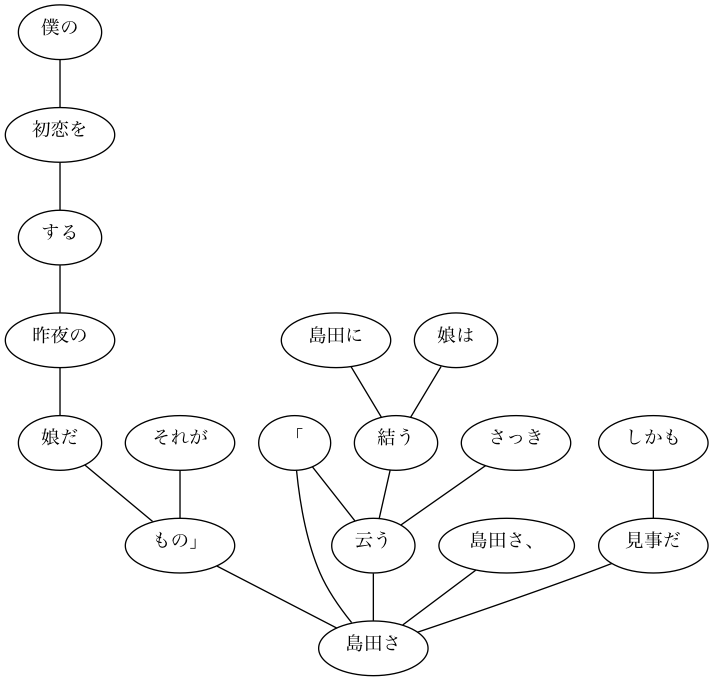 僕の
初恋を
する
昨夜の
島田に
娘は
娘だ
それが
「
結う
さっき
しかも
もの」
云う
島田さ、
見事だ
島田さ